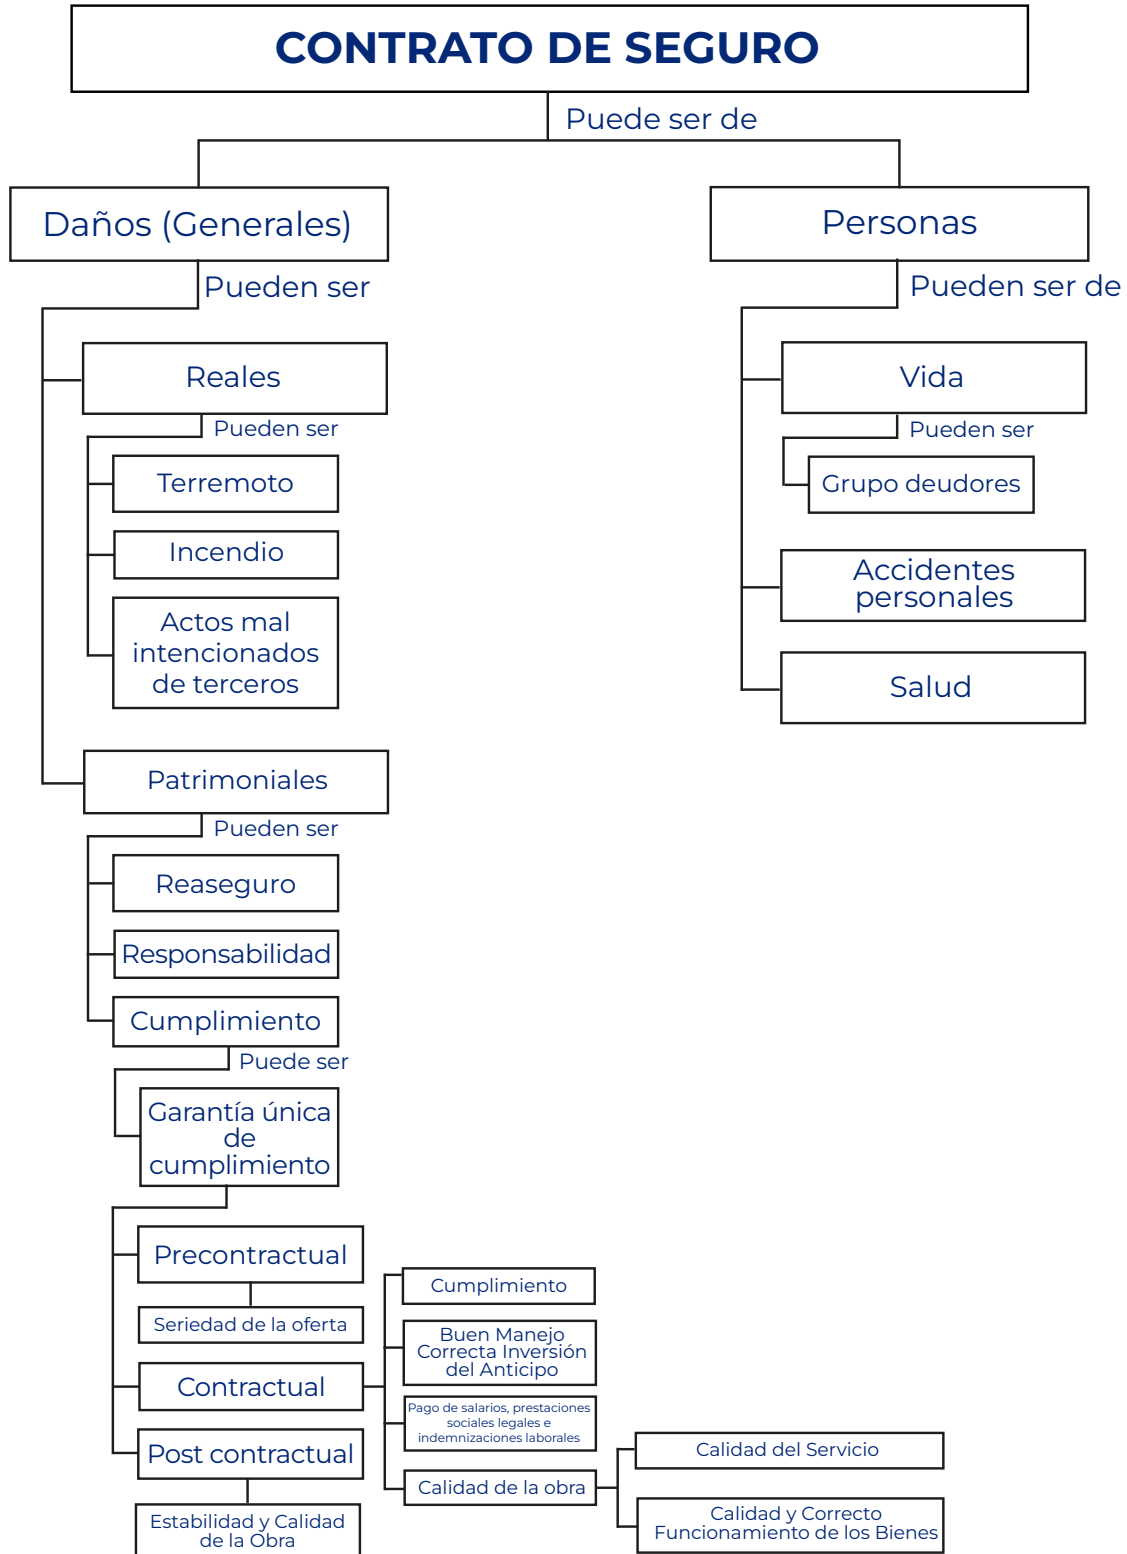 CONTRATO DE SEGURO
Puede ser de
Daños (Generales)
Personas
Pueden ser
Pueden ser de
Reales
Vida
Pueden ser
Pueden ser
Terremoto
Grupo deudores
Incendio
Accidentes
personales
Actos mal
intencionados
de terceros
Salud
Patrimoniales
Pueden ser
Reaseguro
Responsabilidad
Cumplimiento
Puede ser
Garantía única
de
cumplimiento
Precontractual
Seriedad de la oferta
Contractual
Cumplimiento
Buen Manejo
Correcta Inversión
del Anticipo
Pago de salarios, prestaciones
sociales legales e
indemnizaciones laborales
Calidad de la obra
Calidad del Servicio
Calidad y Correcto
Funcionamiento de los Bienes
Post contractual
Estabilidad y Calidad
de la Obra